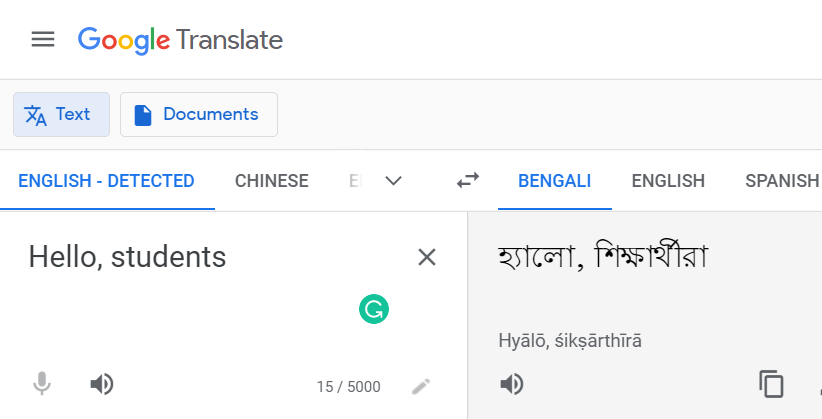 Google Translate
Text Documents
ENGLISH - DETECTED CHINESE BENGALI ENGLISH SPANISH
Hello, students
হ্যালো, শিক্ষার্থীরা
Hyālō, śikṣārthīrā
15 / 5000